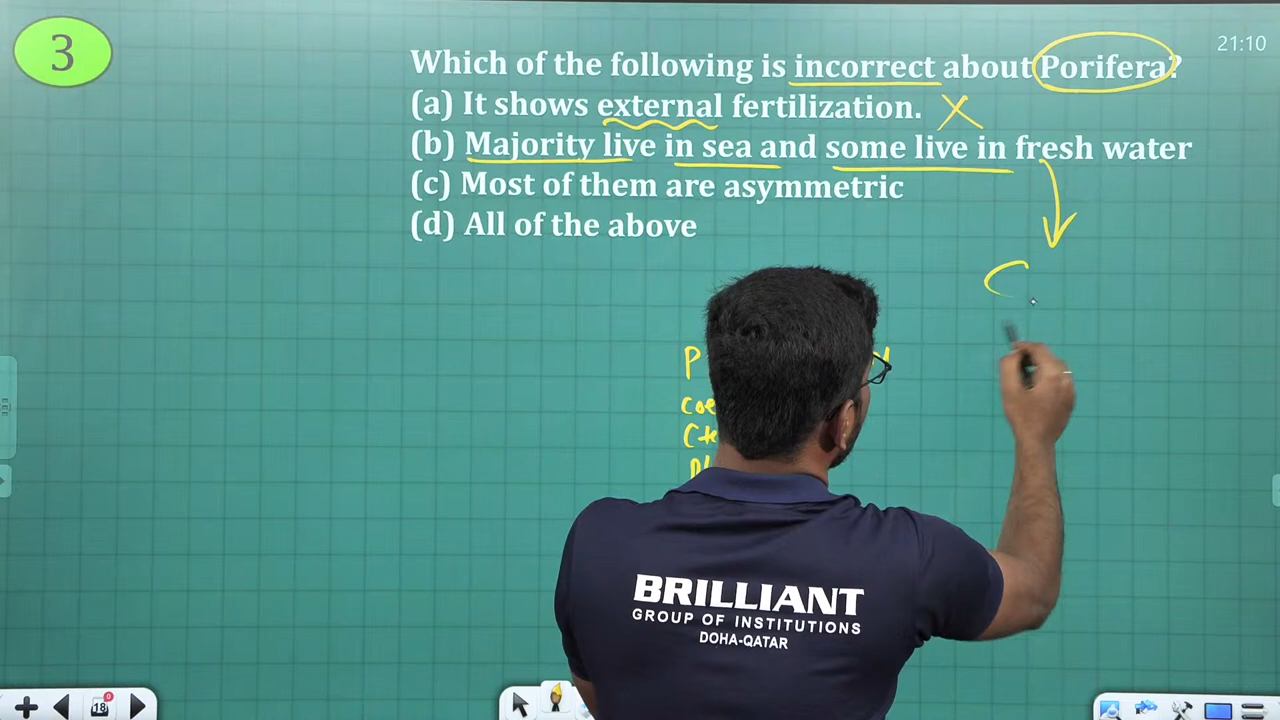 3
21:10
Which of the following is incorrect about Porifera?
(a) It shows external fertilization.
(b) Majority live in sea and some live in fresh water
(c) Most of them are asymmetric
(d) All of the above
BRILLIANT
GROUP OF INSTITUTIONS
DOHA-QATAR
18